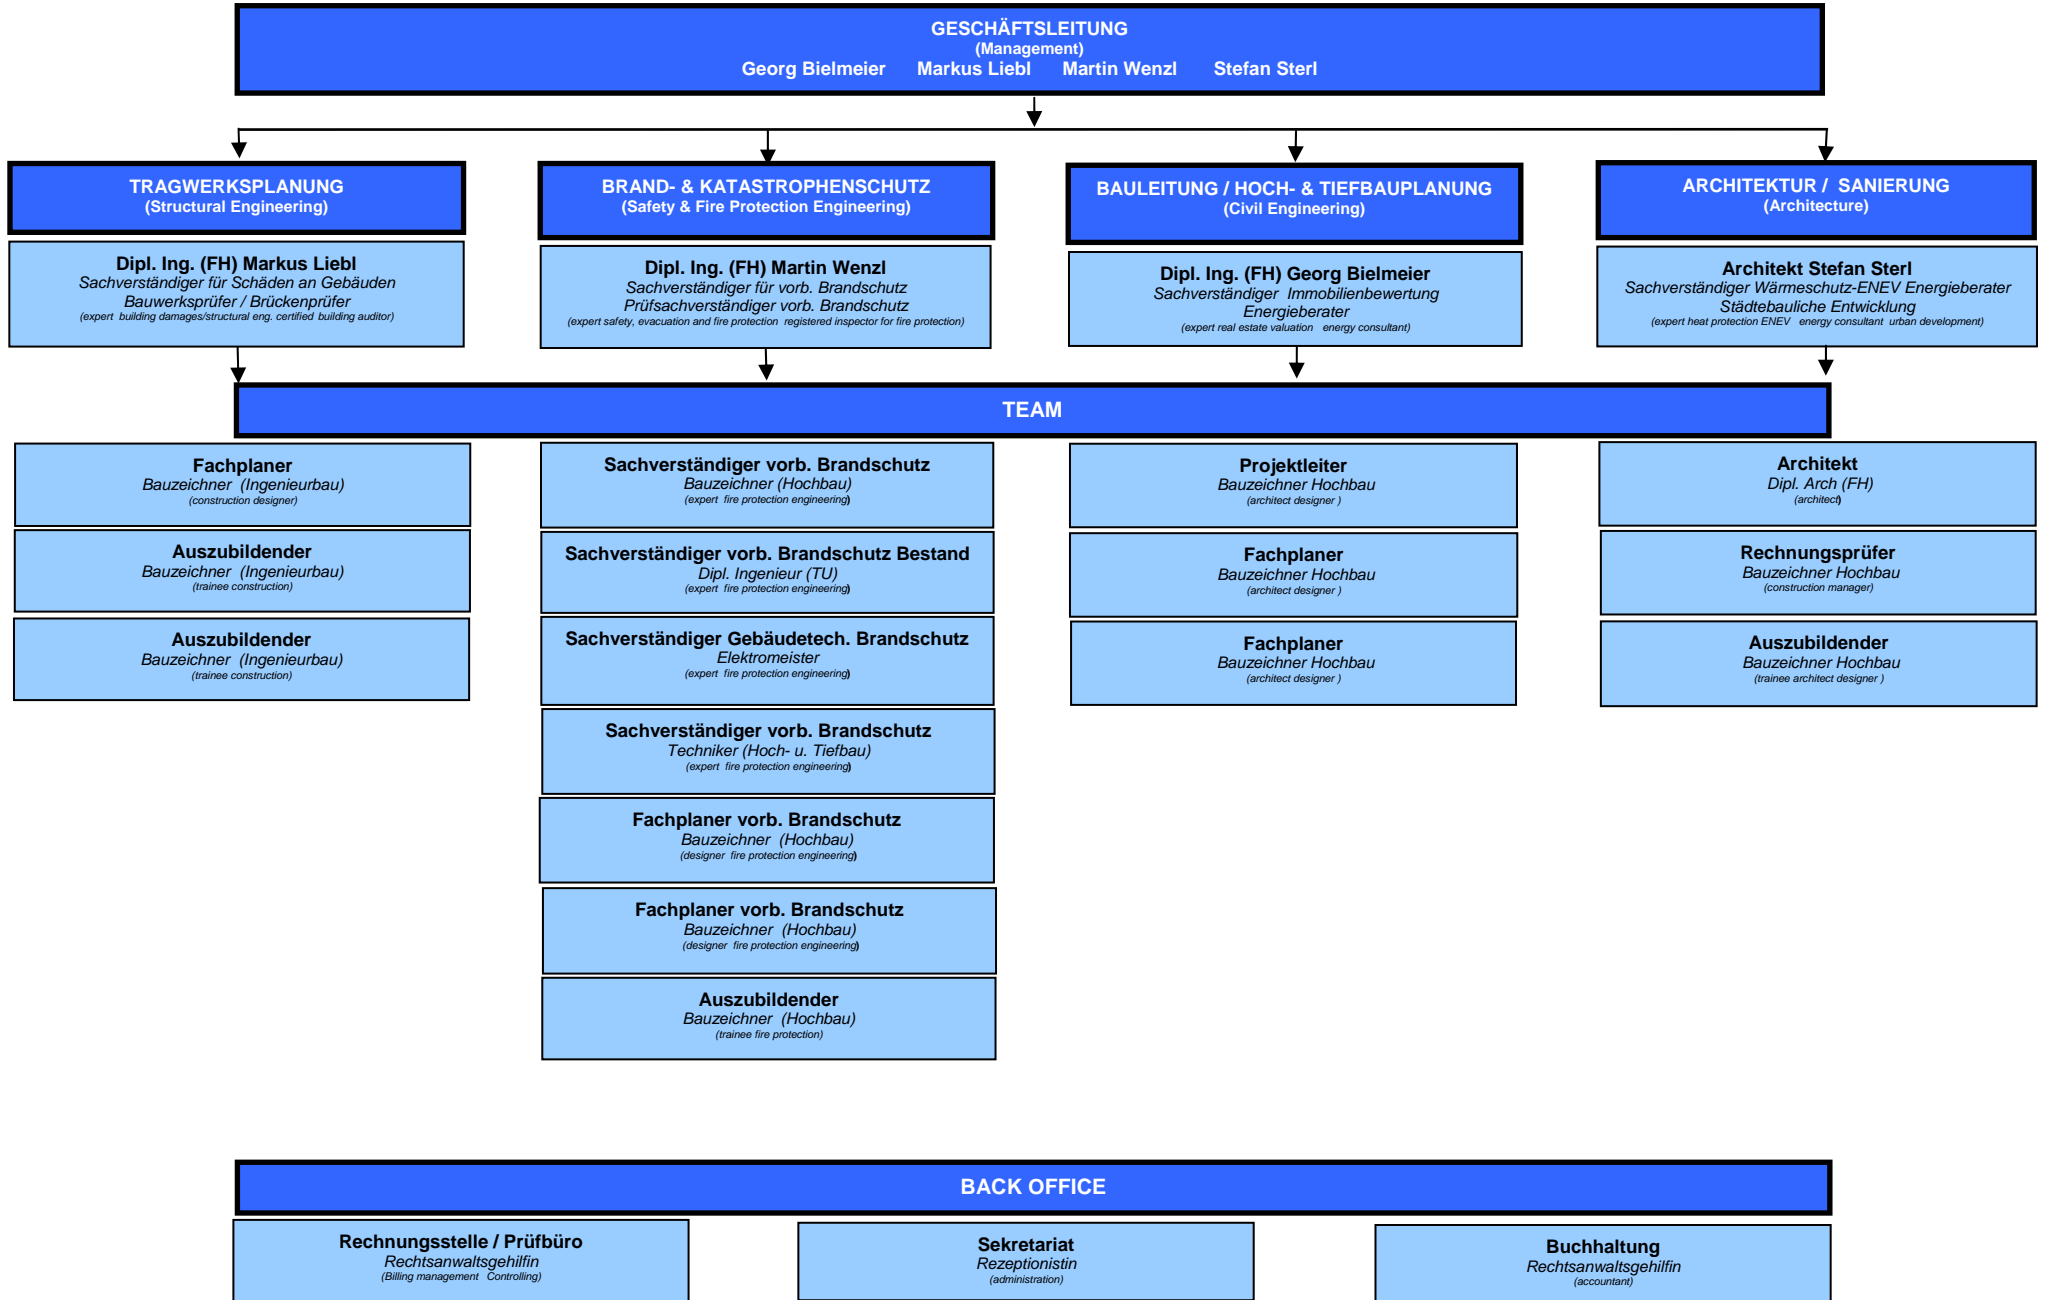 GESCHÄFTSLEITUNG
(Management)
Georg Bielmeier Markus Liebl Martin Wenzl Stefan Sterl
TRAGWERKSPLANUNG
(Structural Engineering)
Dipl. Ing. (FH) Markus Liebl
Sachverständiger für Schäden an Gebäuden
Bauwerksprüfer / Brückenprüfer
(expert building damages/structural eng. certified building auditor)
BRAND- & KATASTROPHENSCHUTZ
(Safety & Fire Protection Engineering)
Dipl. Ing. (FH) Martin Wenzl
Sachverständiger für vorb. Brandschutz
Prüfsachverständiger vorb. Brandschutz
(expert safety, evacuation and fire protection registered inspector for fire protection)
BAULEITUNG / HOCH- & TIEFBAUPLANUNG
(Civil Engineering)
Dipl. Ing. (FH) Georg Bielmeier
Sachverständiger Immobilienbewertung
Energieberater
(expert real estate valuation energy consultant)
ARCHITEKTUR / SANIERUNG
(Architecture)
Architekt Stefan Sterl
Sachverständiger Wärmeschutz-ENEV Energieberater
Städtebauliche Entwicklung
(expert heat protection ENEV energy consultant urban development)
TEAM
Fachplaner
Bauzeichner (Ingenieurbau)
(construction designer)
Auszubildender
Bauzeichner (Ingenieurbau)
(trainee construction)
Auszubildender
Bauzeichner (Ingenieurbau)
(trainee construction)
Sachverständiger vorb. Brandschutz
Bauzeichner (Hochbau)
(expert fire protection engineering)
Sachverständiger vorb. Brandschutz Bestand
Dipl. Ingenieur (TU)
(expert fire protection engineering)
Sachverständiger Gebäudetech. Brandschutz
Elektromeister
(expert fire protection engineering)
Sachverständiger vorb. Brandschutz
Techniker (Hoch- u. Tiefbau)
(expert fire protection engineering)
Fachplaner vorb. Brandschutz
Bauzeichner (Hochbau)
(designer fire protection engineering)
Fachplaner vorb. Brandschutz
Bauzeichner (Hochbau)
(designer fire protection engineering)
Auszubildender
Bauzeichner (Hochbau)
(trainee fire protection)
Projektleiter
Bauzeichner Hochbau
(architect designer )
Fachplaner
Bauzeichner Hochbau
(architect designer )
Fachplaner
Bauzeichner Hochbau
(architect designer )
Architekt
Dipl. Arch (FH)
(architect)
Rechnungsprüfer
Bauzeichner Hochbau
(construction manager)
Auszubildender
Bauzeichner Hochbau
(trainee architect designer )
BACK OFFICE
Rechnungsstelle / Prüfbüro
Rechtsanwaltsgehilfin
(Billing management Controlling)
Sekretariat
Rezeptionistin
(administration)
Buchhaltung
Rechtsanwaltsgehilfin
(accountant)